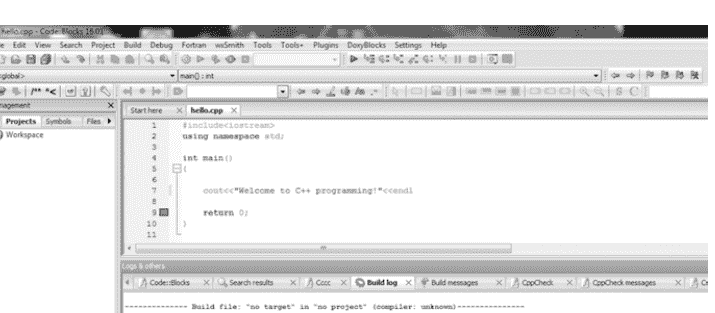 hello.cpp - Code::Blocks 16.01
Edit View Search Project Build Debug Fortran wxSmith Tools Tools+ Plugins DoxyBlocks Settings Help
<global> main() : int
/** *<
nagement
Projects Symbols Files
Workspace
Start here X hello.cpp X
1 #include<iostream>
2 using namespace std;
3
4 int main()
5 {
6
7 cout<<"Welcome to C++ programming!"<<endl
8
9 return 0;
10 }
11
Logs & others
Code::Blocks X Search results X Cccc X Build log X Build messages X CppCheck X CppCheck messages X
-------------- Build file: "no target" in "no project" (compiler: unknown)---------------